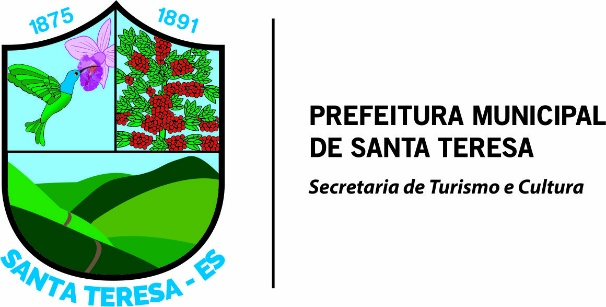 1875 1891
SANTA TERESA - ES
PREFEITURA MUNICIPAL
DE SANTA TERESA
Secretaria de Turismo e Cultura